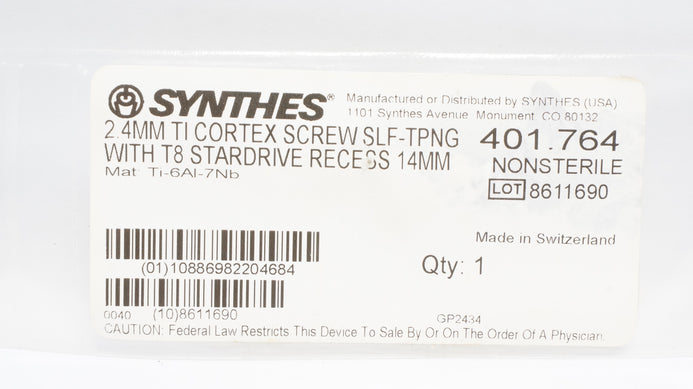 SYNTHES®
Manufactured or Distributed by SYNTHES (USA)
1101 Synthes Avenue Monument, CO 80132
2.4MM TI CORTEX SCREW SLF-TPNG
WITH T8 STARDRIVE RECESS 14MM
Mat: Ti-6Al-7Nb
401.764
NONSTERILE
LOT 8611690
Made in Switzerland
(01)10886982204684
Qty: 1
(10)8611690
0040
GP2434
CAUTION: Federal Law Restricts This Device To Sale By Or On The Order Of A Physician.